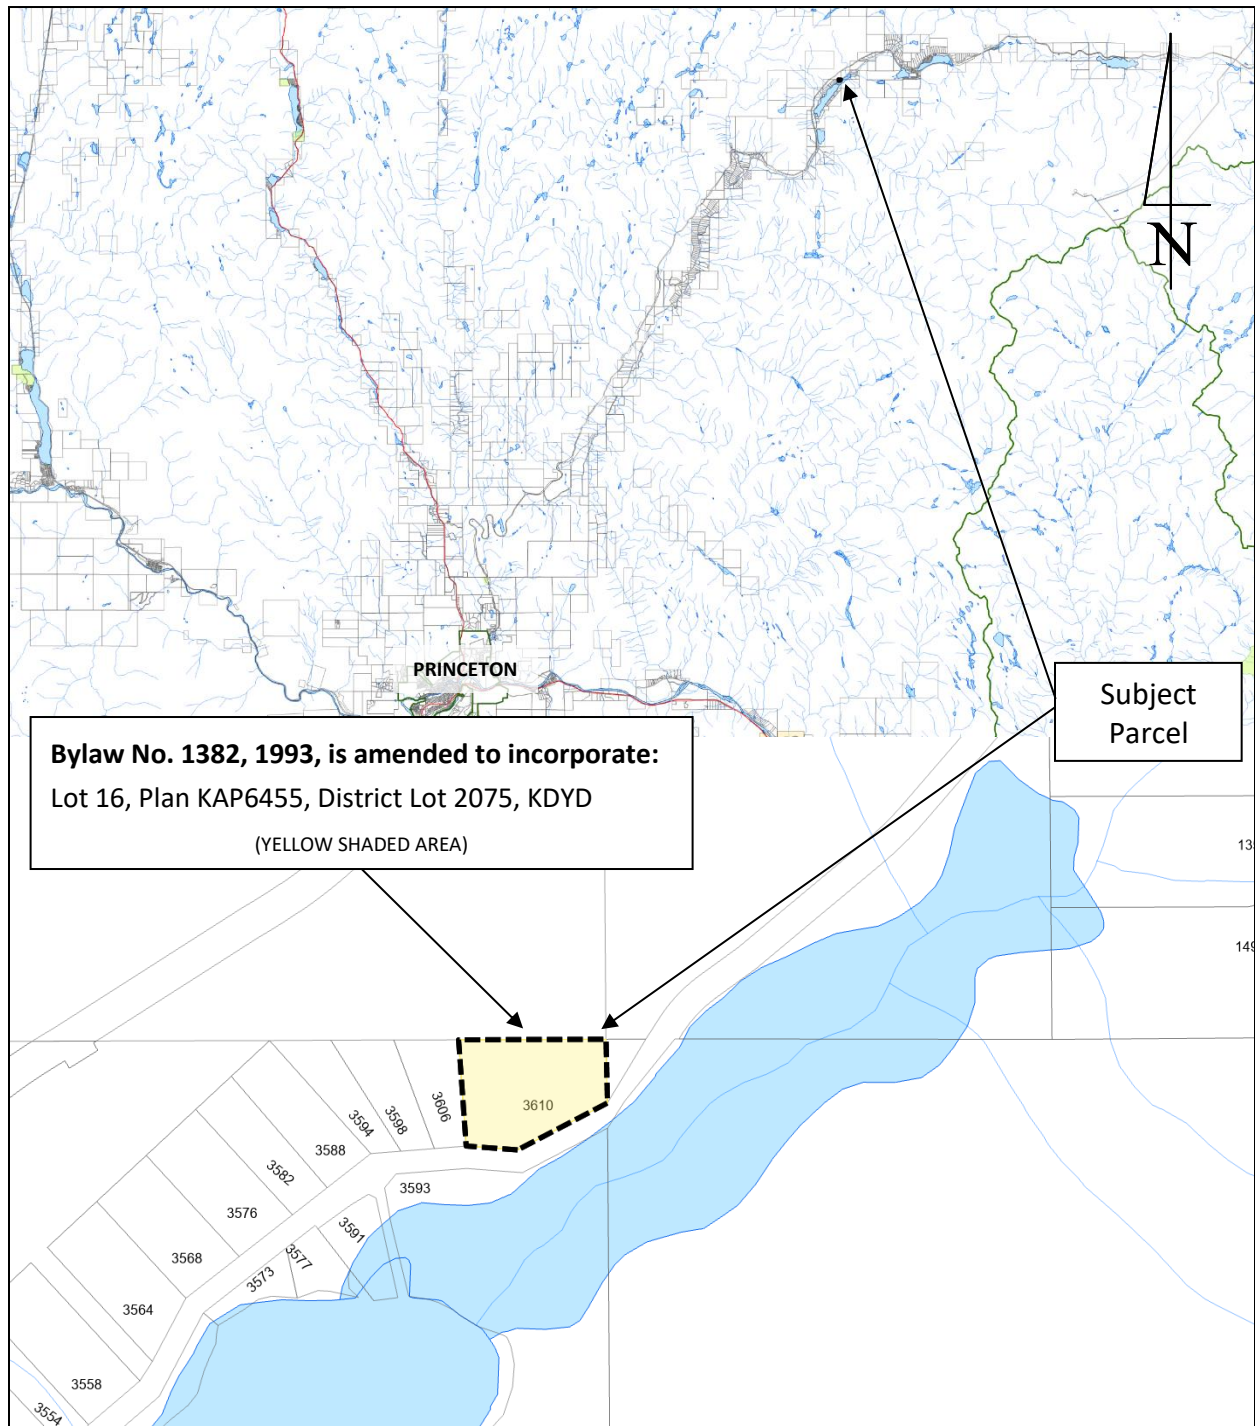 N
PRINCETON
Subject
Parcel
Bylaw No. 1382, 1993, is amended to incorporate:
Lot 16, Plan KAP6455, District Lot 2075, KDYD
(YELLOW SHADED AREA)
3610
3606
3598
3594
3588
3582
3576
3568
3564
3558
3554
3593
3591
3577
3573